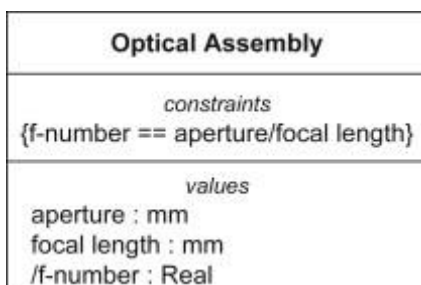 Optical Assembly
constraints
{f-number == aperture/focal length}
values
aperture : mm
focal length : mm
/f-number : Real